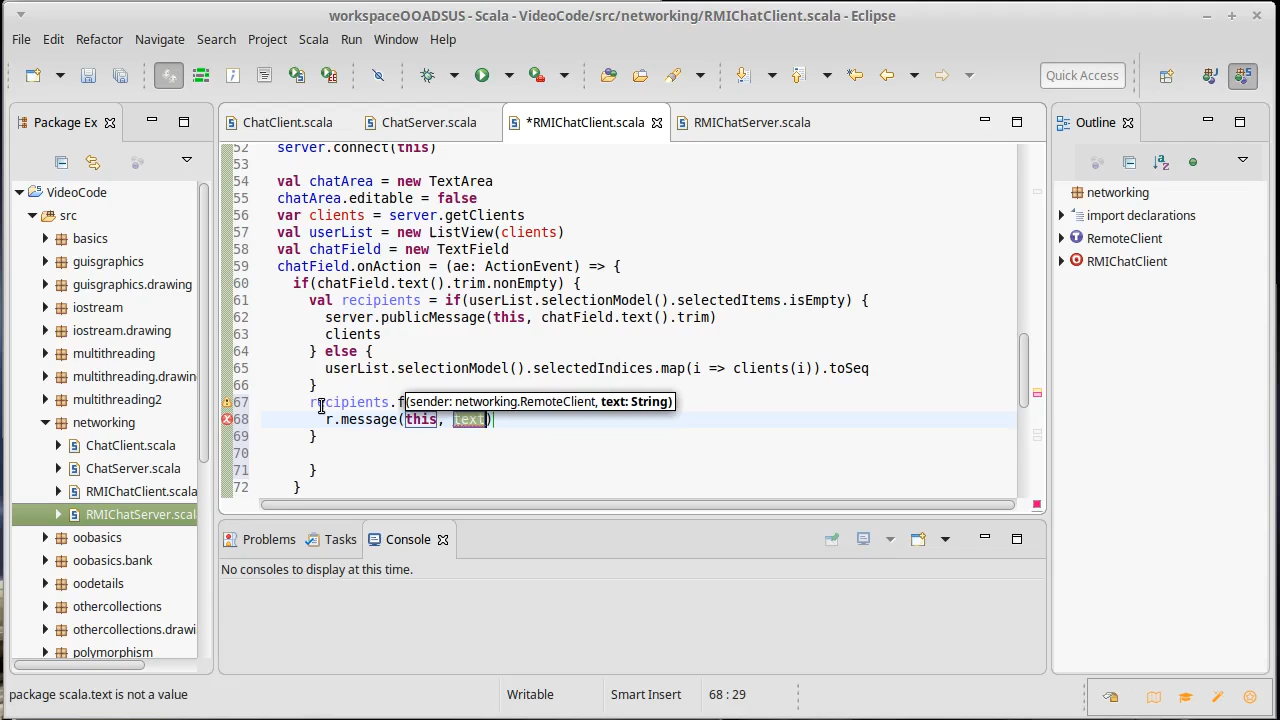 workspaceOOADSUS - Scala - VideoCode/src/networking/RMIChatClient.scala - Eclipse
File Edit Refactor Navigate Search Project Scala Run Window Help
Quick Access
Package Ex
ChatClient.scala ChatServer.scala *RMIChatClient.scala RMIChatServer.scala
Outline
VideoCode
src
basics
guisgraphics
guisgraphics.drawing
iostream
iostream.drawing
multithreading
multithreading.drawing
multithreading2
networking
ChatClient.scala
ChatServer.scala
RMIChatClient.scala
RMIChatServer.scal
oobasics
oobasics.bank
oodetails
othercollections
othercollections.drawi
polymorphism
52 server.connect(this)
53
54 val chatArea = new TextArea
55 chatArea.editable = false
56 var clients = server.getClients
57 val userList = new ListView(clients)
58 val chatField = new TextField
59 chatField.onAction = (ae: ActionEvent) => {
60 if(chatField.text().trim.nonEmpty) {
61 val recipients = if(userList.selectionModel().selectedItems.isEmpty) {
62 server.publicMessage(this, chatField.text().trim)
63 clients
64 } else {
65 userList.selectionModel().selectedIndices.map(i => clients(i)).toSeq
66 }
67 recipients.f
(sender: networking.RemoteClient, text: String)
68 r.message(this, text)
69 }
70
71 }
72 }
networking
import declarations
RemoteClient
RMIChatClient
Problems Tasks Console
No consoles to display at this time.
package scala.text is not a value
Writable
Smart Insert
68 : 29